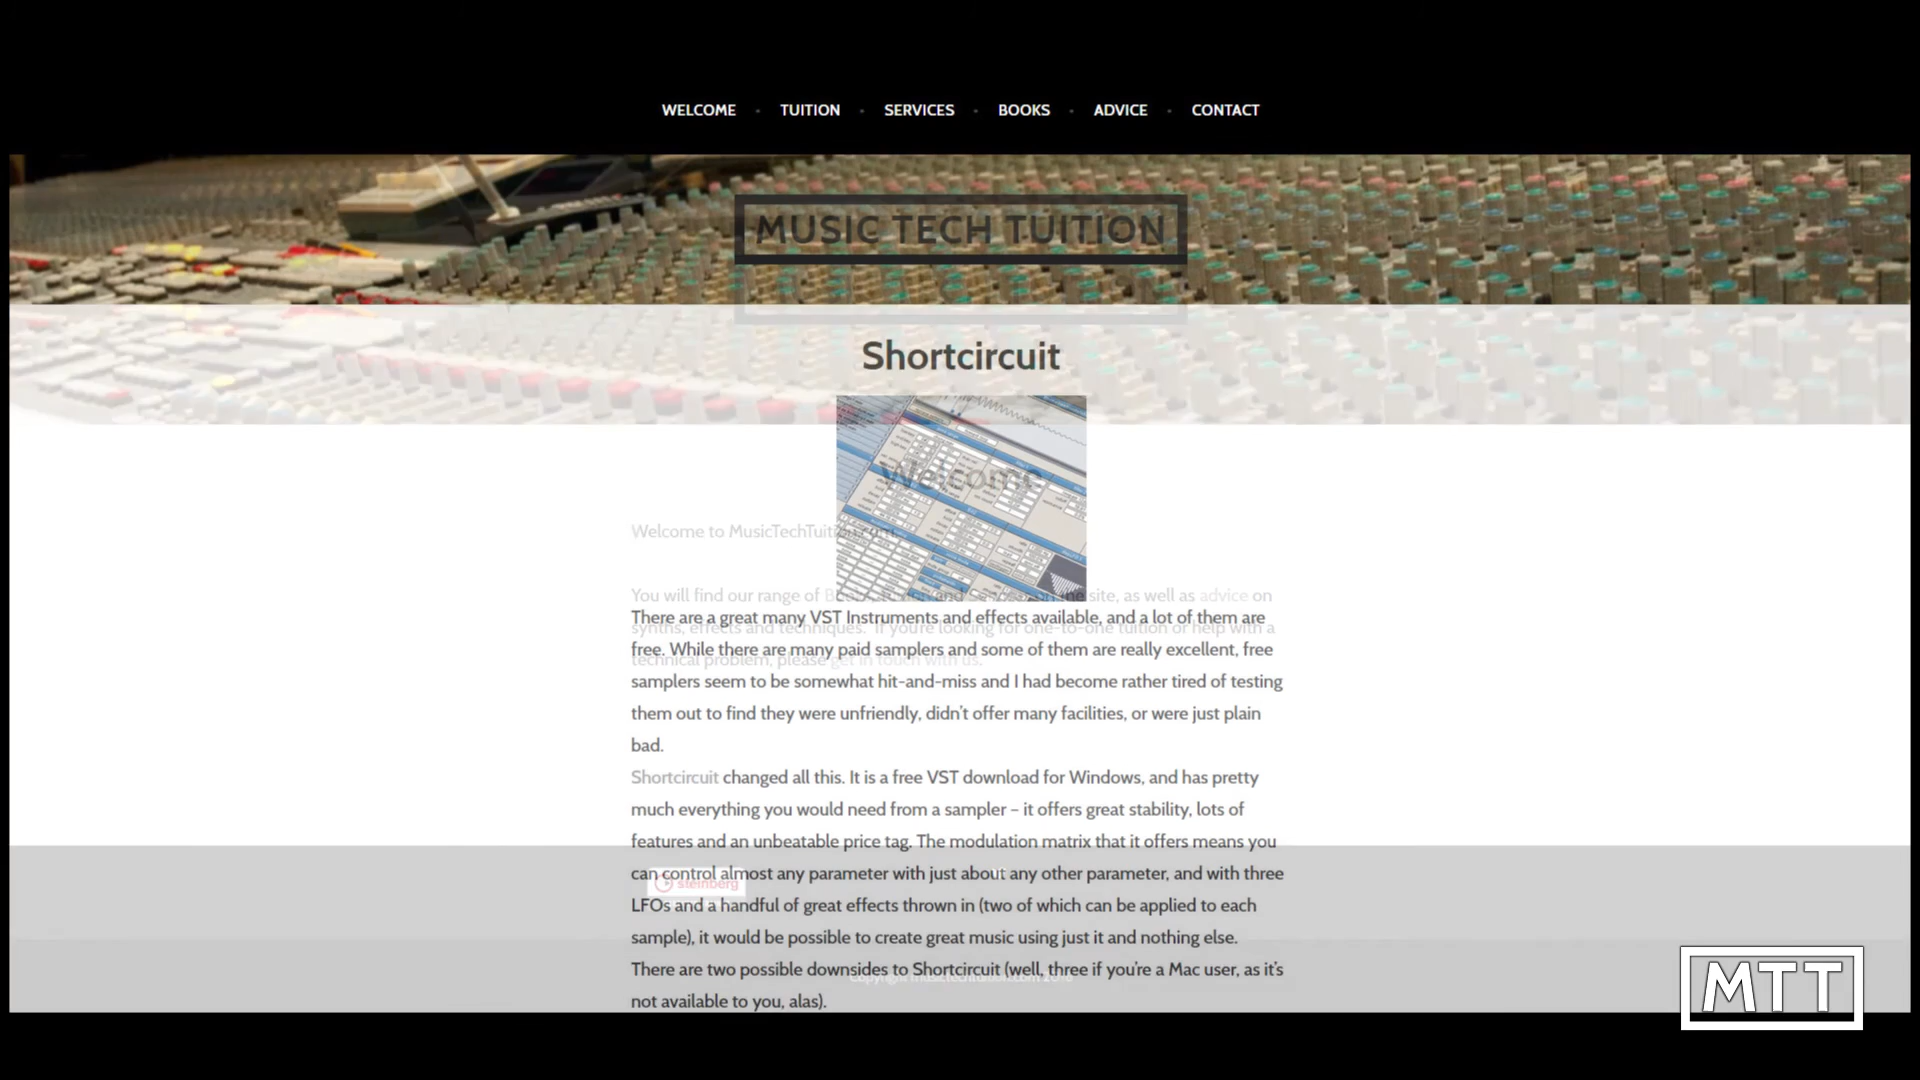 WELCOME TUITION SERVICES BOOKS ADVICE CONTACT
MUSIC TECH TUITION
Shortcircuit
Welcome
Welcome to MusicTechTuition.com.
You will find our range of and site, as well as advice on
There are a great many VST Instruments and effects available, and a lot of them are
synths, effects and techniques. If you're looking for one-to-one tuition or help with a
free. While there are many paid samplers and some of them are really excellent, free
technical problem, please get in touch with us.
samplers seem to be somewhat hit-and-miss and I had become rather tired of testing
them out to find they were unfriendly, didn't offer many facilities, or were just plain
bad.
Shortcircuit changed all this. It is a free VST download for Windows, and has pretty
much everything you would need from a sampler – it offers great stability, lots of
features and an unbeatable price tag. The modulation matrix that it offers means you
can control almost any parameter with just about any other parameter, and with three
steinberg
LFOs and a handful of great effects thrown in (two of which can be applied to each
sample), it would be possible to create great music using just it and nothing else.
There are two possible downsides to Shortcircuit (well, three if you're a Mac user, as it's
not available to you, alas).
MTT